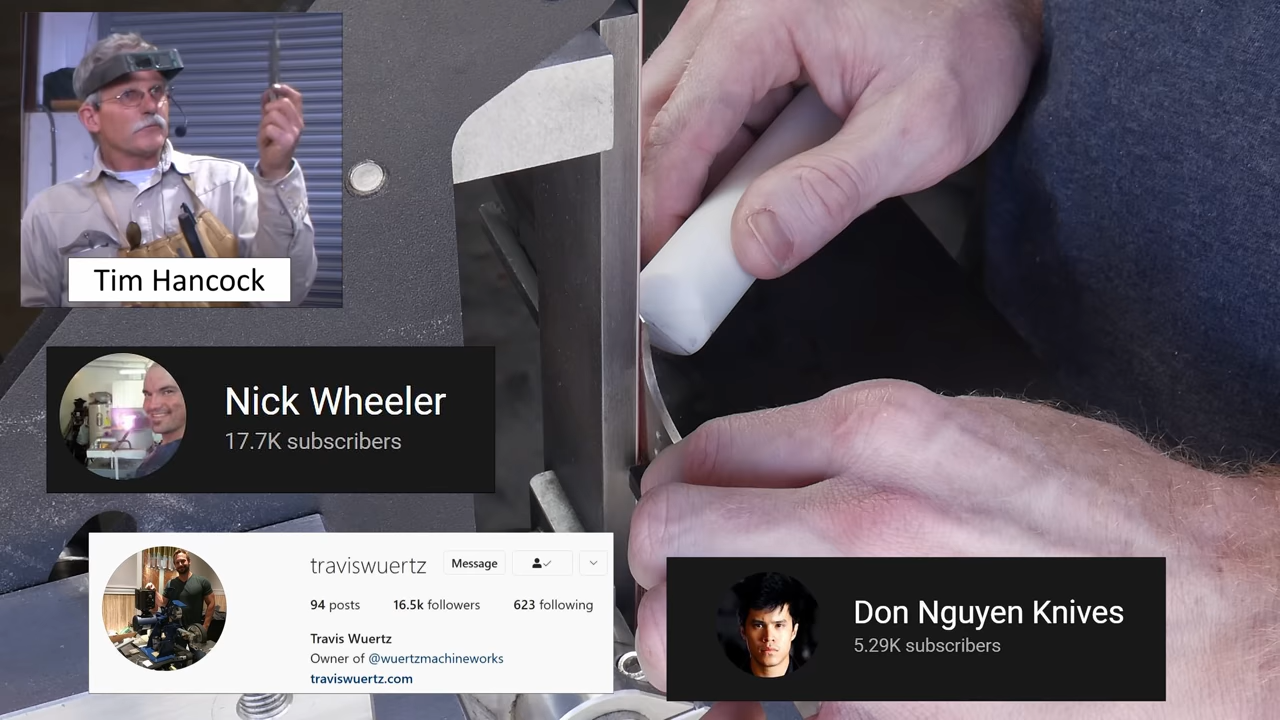 Tim Hancock
Nick Wheeler
17.7K subscribers
traviswuertz Message
94 posts 16.5k followers 623 following
Travis Wuertz
Owner of @wuertzmachineworks
traviswuertz.com
Don Nguyen Knives
5.29K subscribers